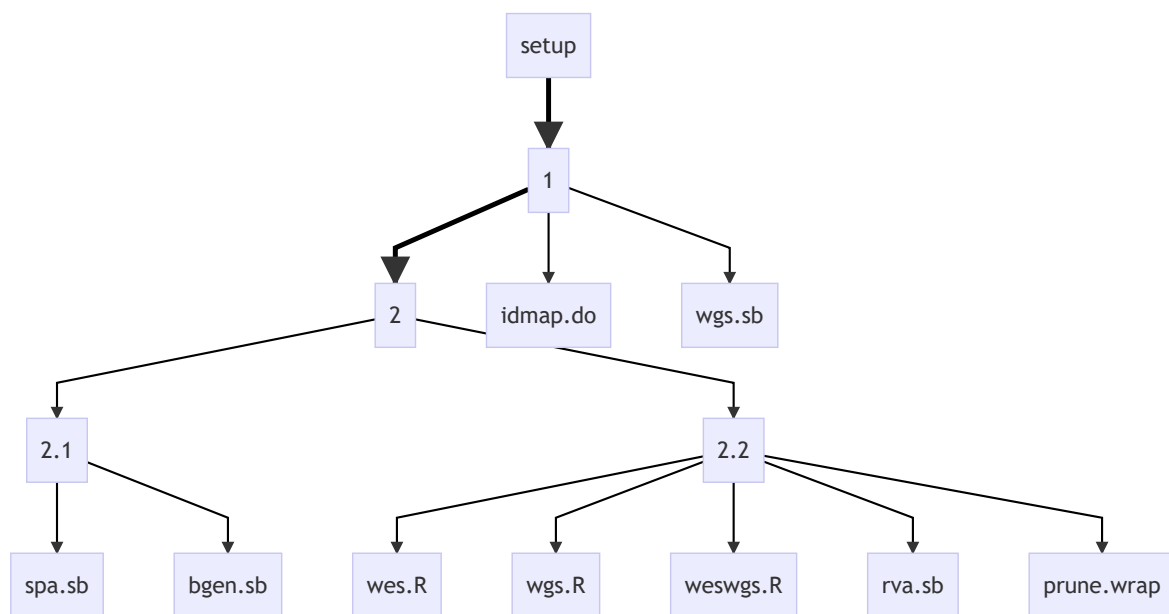 setup
1
2
idmap.do
wgs.sb
2.1
2.2
spa.sb
bgen.sb
wes.R
wgs.R
weswgs.R
rva.sb
prune.wrap